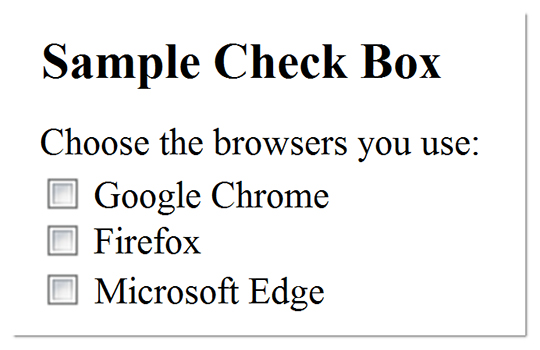 Sample Check Box
Choose the browsers you use:
Google Chrome
Firefox
Microsoft Edge